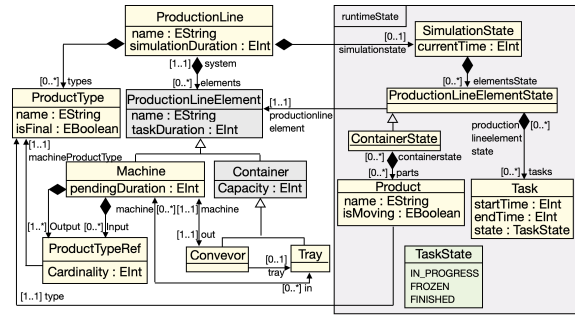 ProductionLine
name : EString
simulationDuration : EInt
runtimeState
SimulationState
currentTime : EInt
[0..1]
simulationstate
[1..1] system
[0..*] types
[0..*] elements
[0..*] elementsState
ProductType
name : EString
isFinal : EBoolean
ProductionLineElement
name : EString
taskDuration : EInt
[1..1]
productionline
element
ProductionLineElementState
[1..1]
machineProductType
ContainerState
production
lineelement
state
[0..*]
[0..*] containerstate
[0..*] parts
[0..*] tasks
Machine
pendingDuration : EInt
Container
Capacity : EInt
Product
name : EString
isMoving : EBoolean
Task
startTime : EInt
endTime : EInt
state : TaskState
machine [0..*] [1..1] machine
[1..*] Output [0..*] Input
[1..1] out
ProductTypeRef
Cardinality : EInt
Conveyor
[0..1]
tray
Tray
[0..*] in
TaskState
IN_PROGRESS
FROZEN
FINISHED
[1..1] type